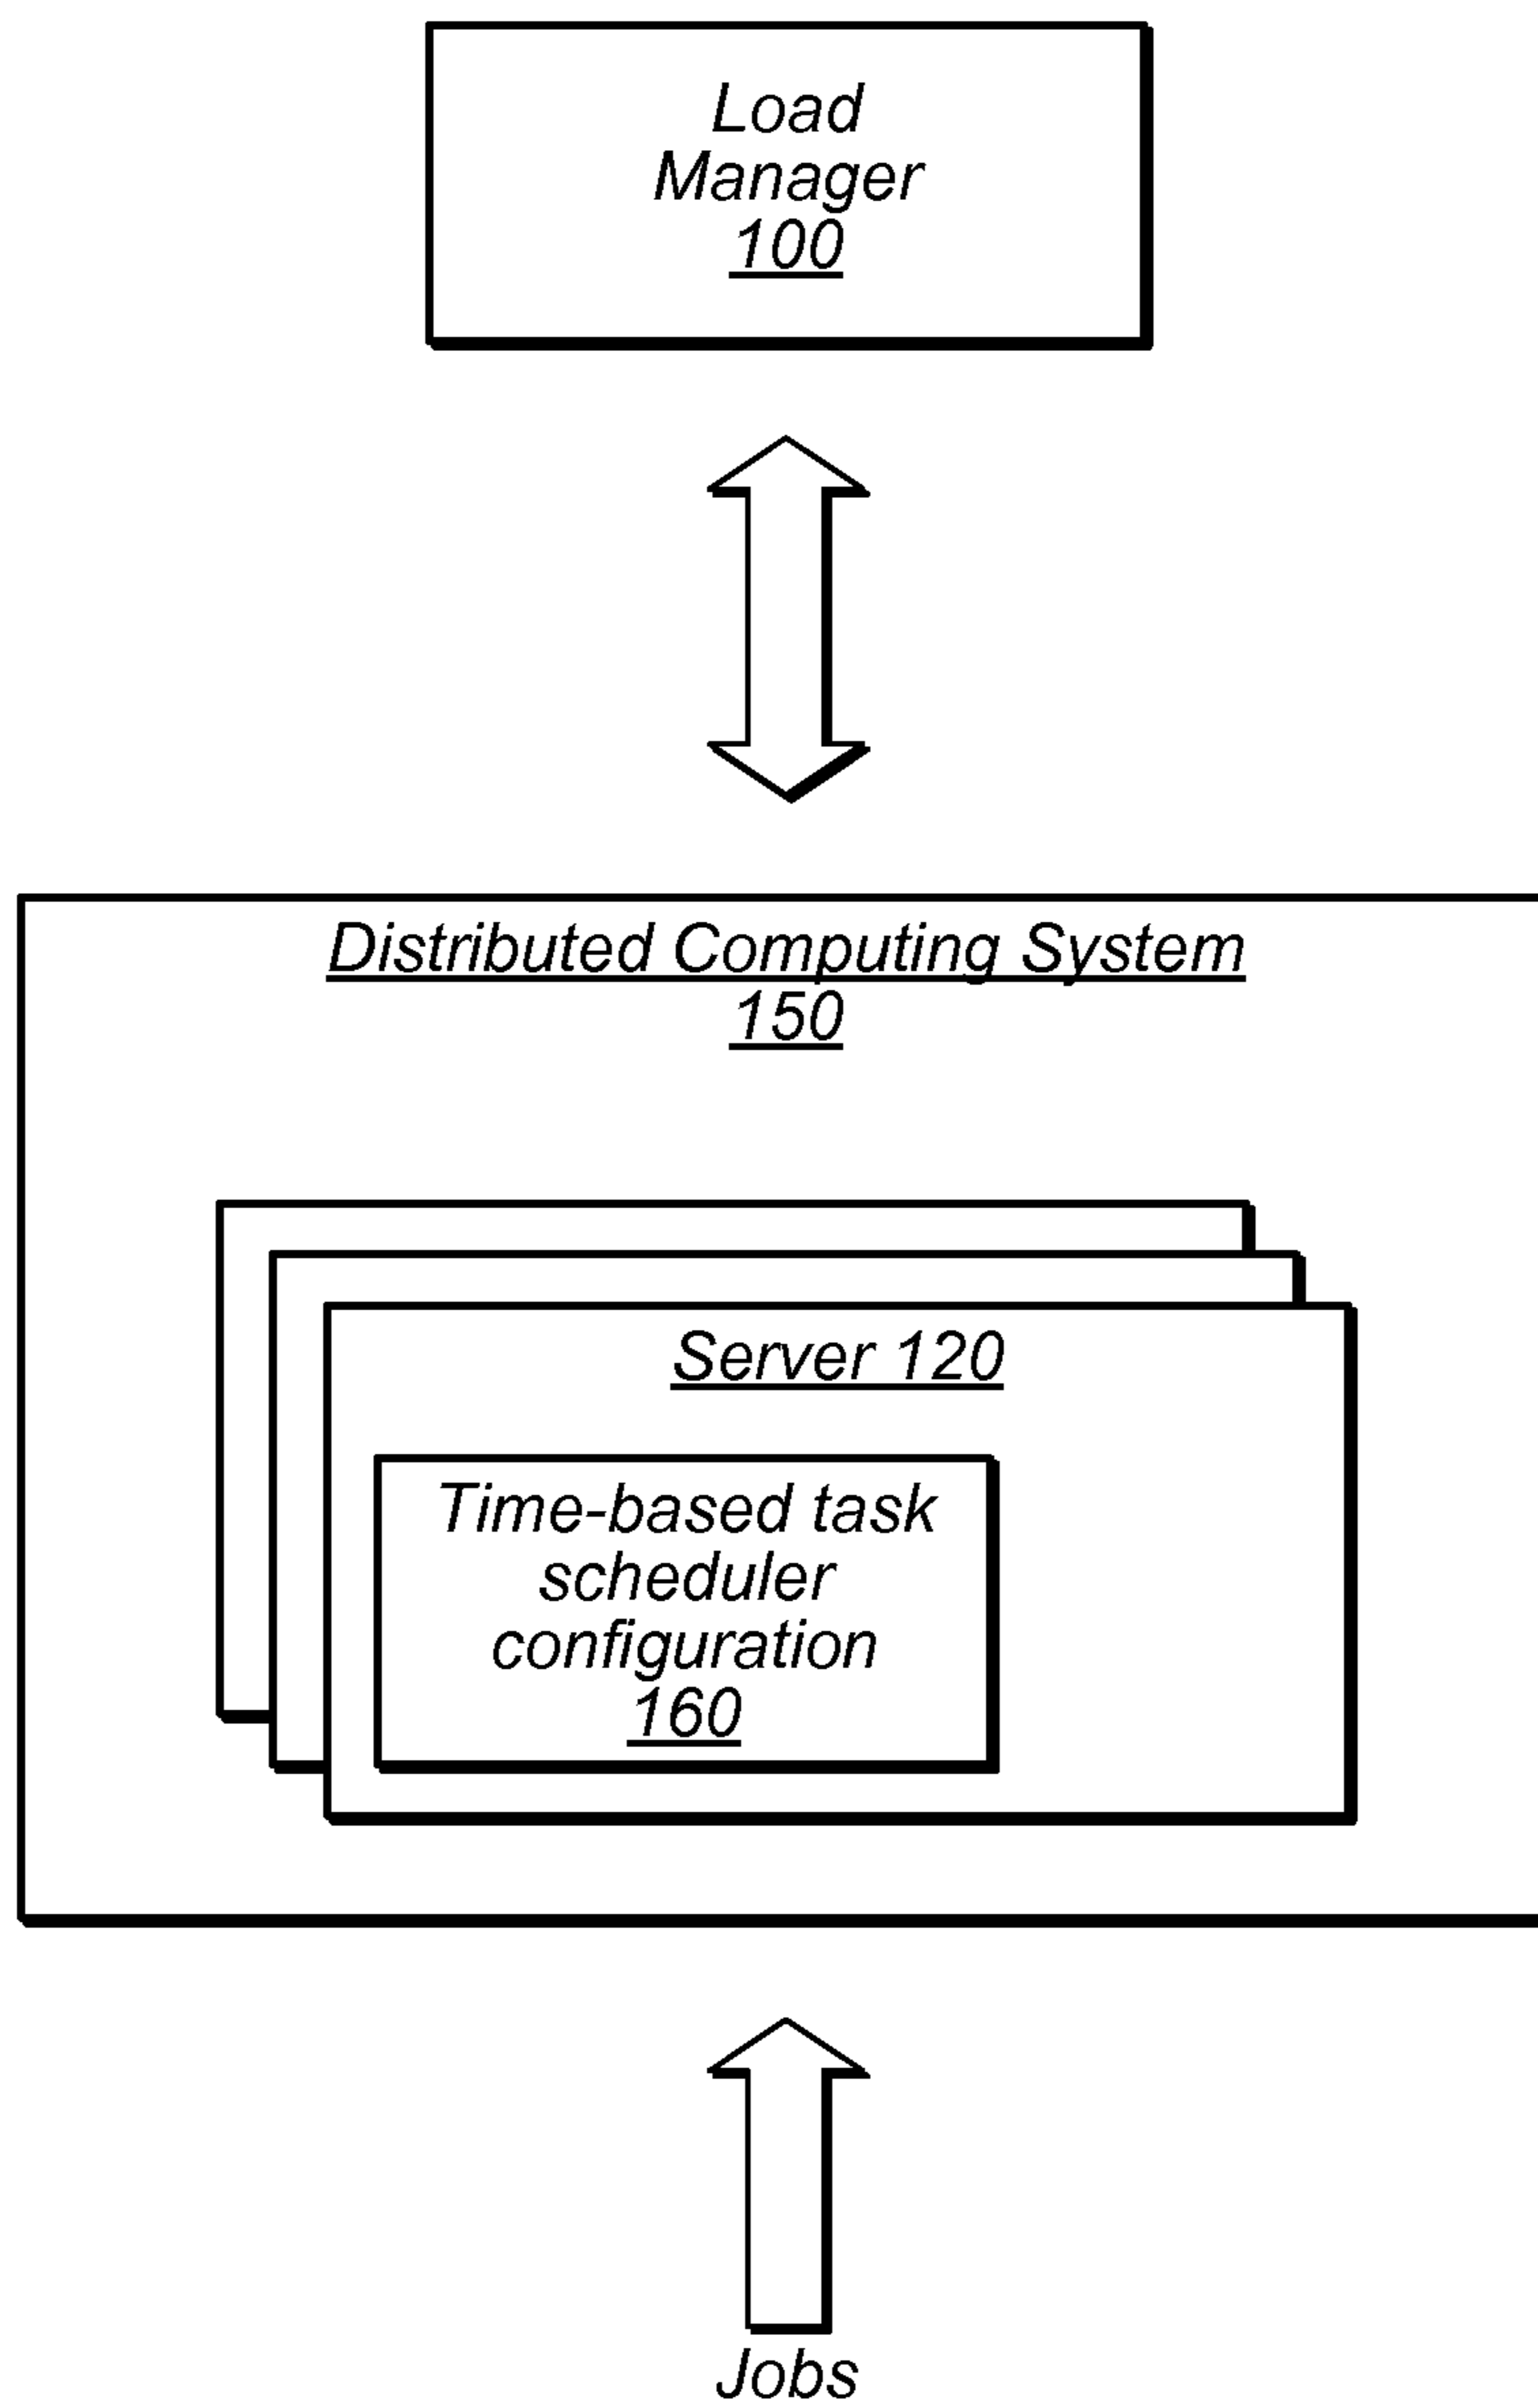 Load
Manager
100
Distributed Computing System
150
Server 120
Time-based task
scheduler
configuration
160
Jobs